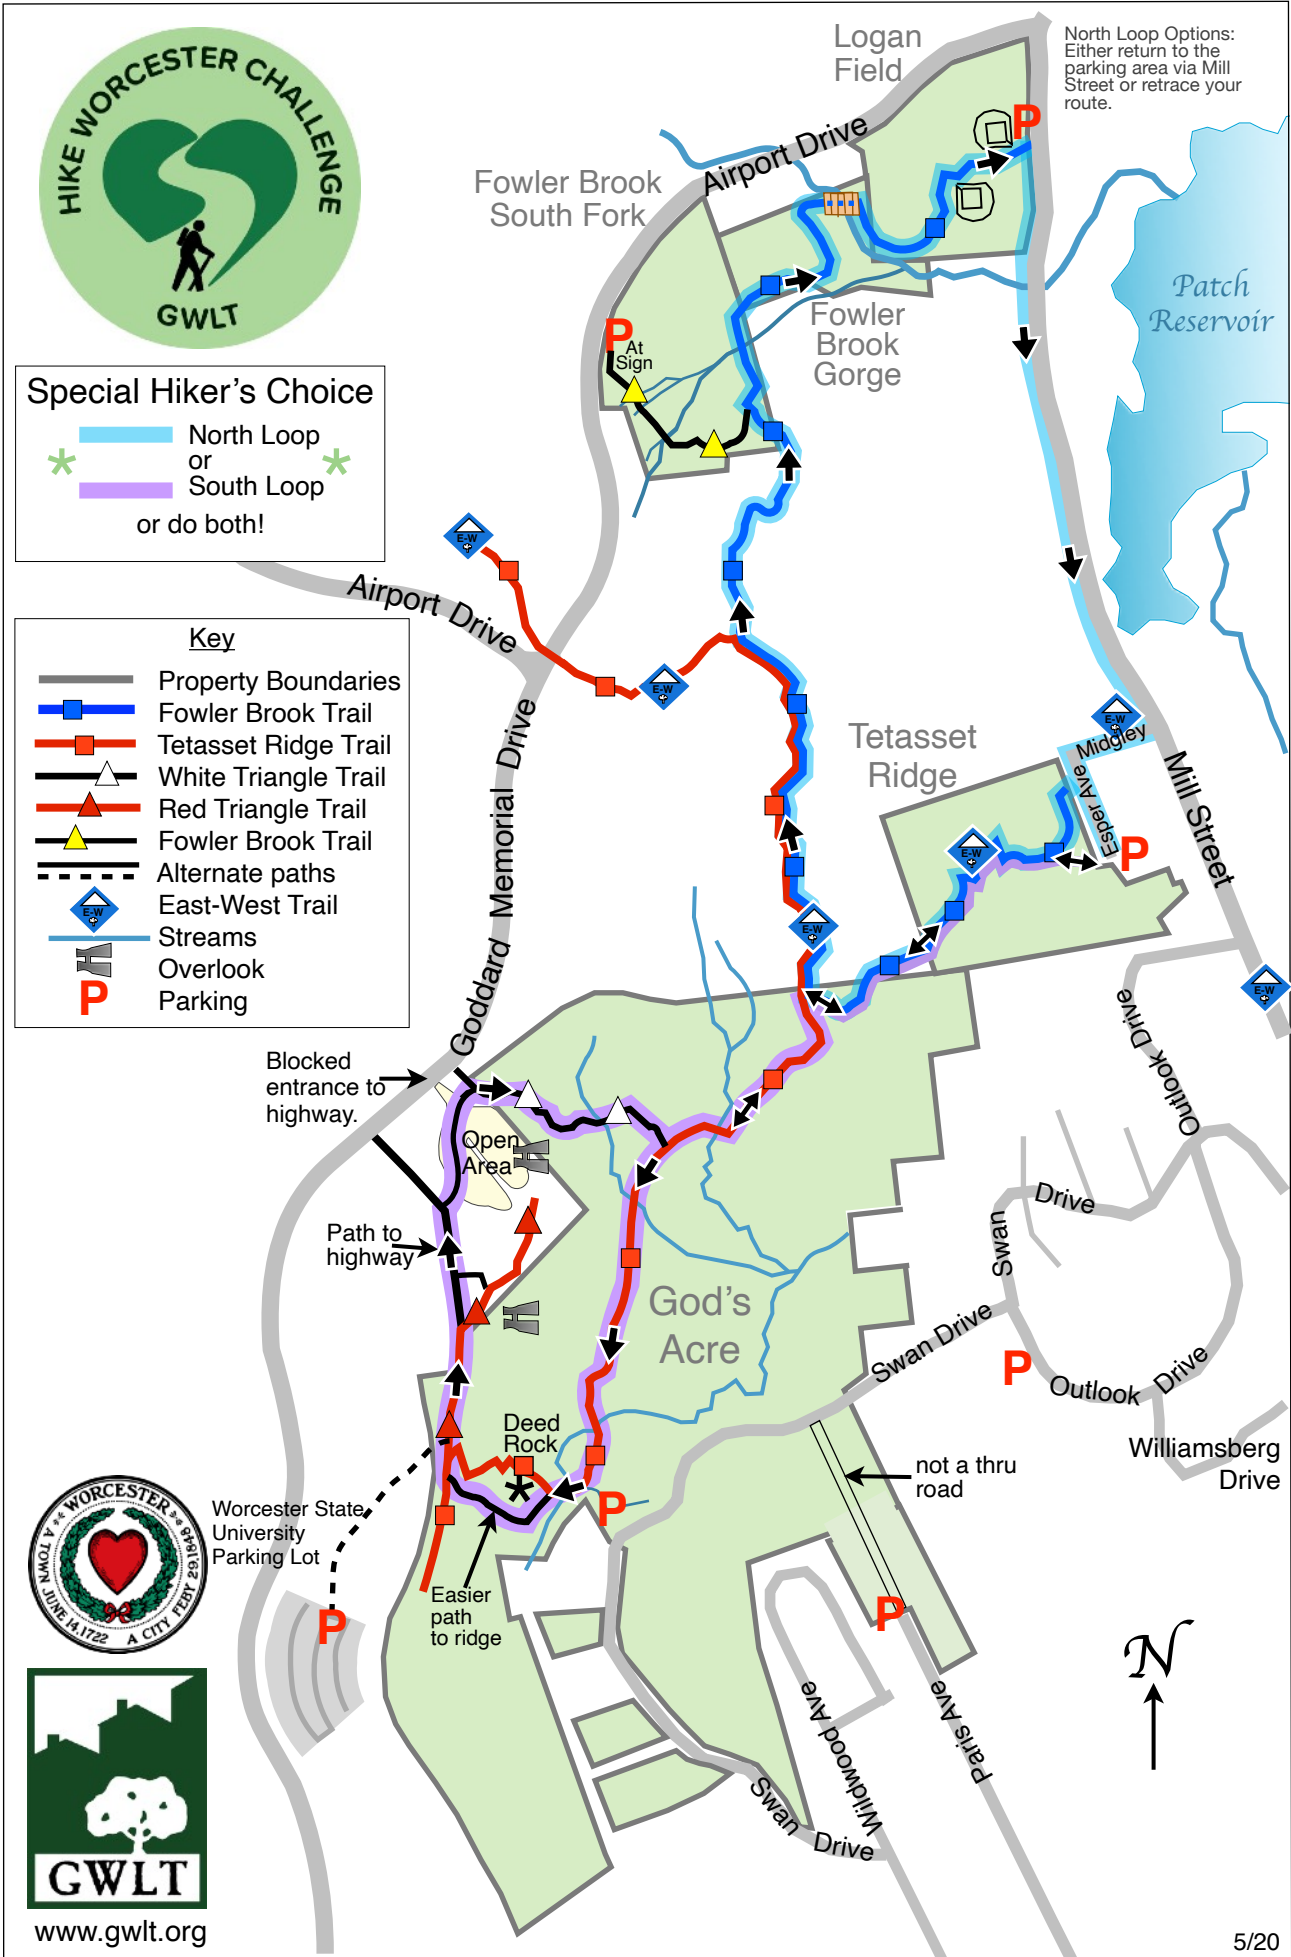 HIKE WORCESTER CHALLENGE
GWLT
Logan
Field
North Loop Options:
Either return to the
parking area via Mill
Street or retrace your
route.
P
Airport Drive
Fowler Brook
South Fork
Patch
Reservoir
P
At
Sign
Fowler
Brook
Gorge
Special Hiker's Choice
North Loop
* or *
South Loop
or do both!
E-W
Airport Drive
Key
Property Boundaries
Fowler Brook Trail
Tetasset Ridge Trail
White Triangle Trail
Red Triangle Trail
Fowler Brook Trail
Alternate paths
E-W East-West Trail
Streams
Overlook
P Parking
E-W
Goddard Memorial Drive
Tetasset
Ridge
E-W
Midgley
Esper Ave
P
Mill Street
E-W
E-W
E-W
Outlook Drive
Blocked
entrance to
highway.
Open
Area
Path to
highway
God's
Acre
Swan
Drive
Swan Drive
P
Outlook
Drive
Williamsberg
Drive
Deed
Rock
*
P
not a thru
road
WORCESTER
A TOWN JUNE 14, 1722 A CITY FEBY 29 1848
Worcester State
University
Parking Lot
P
Easier
path
to ridge
P
N
Wildwood Ave
Paris Ave
Swan Drive
GWLT
www.gwlt.org
5/20